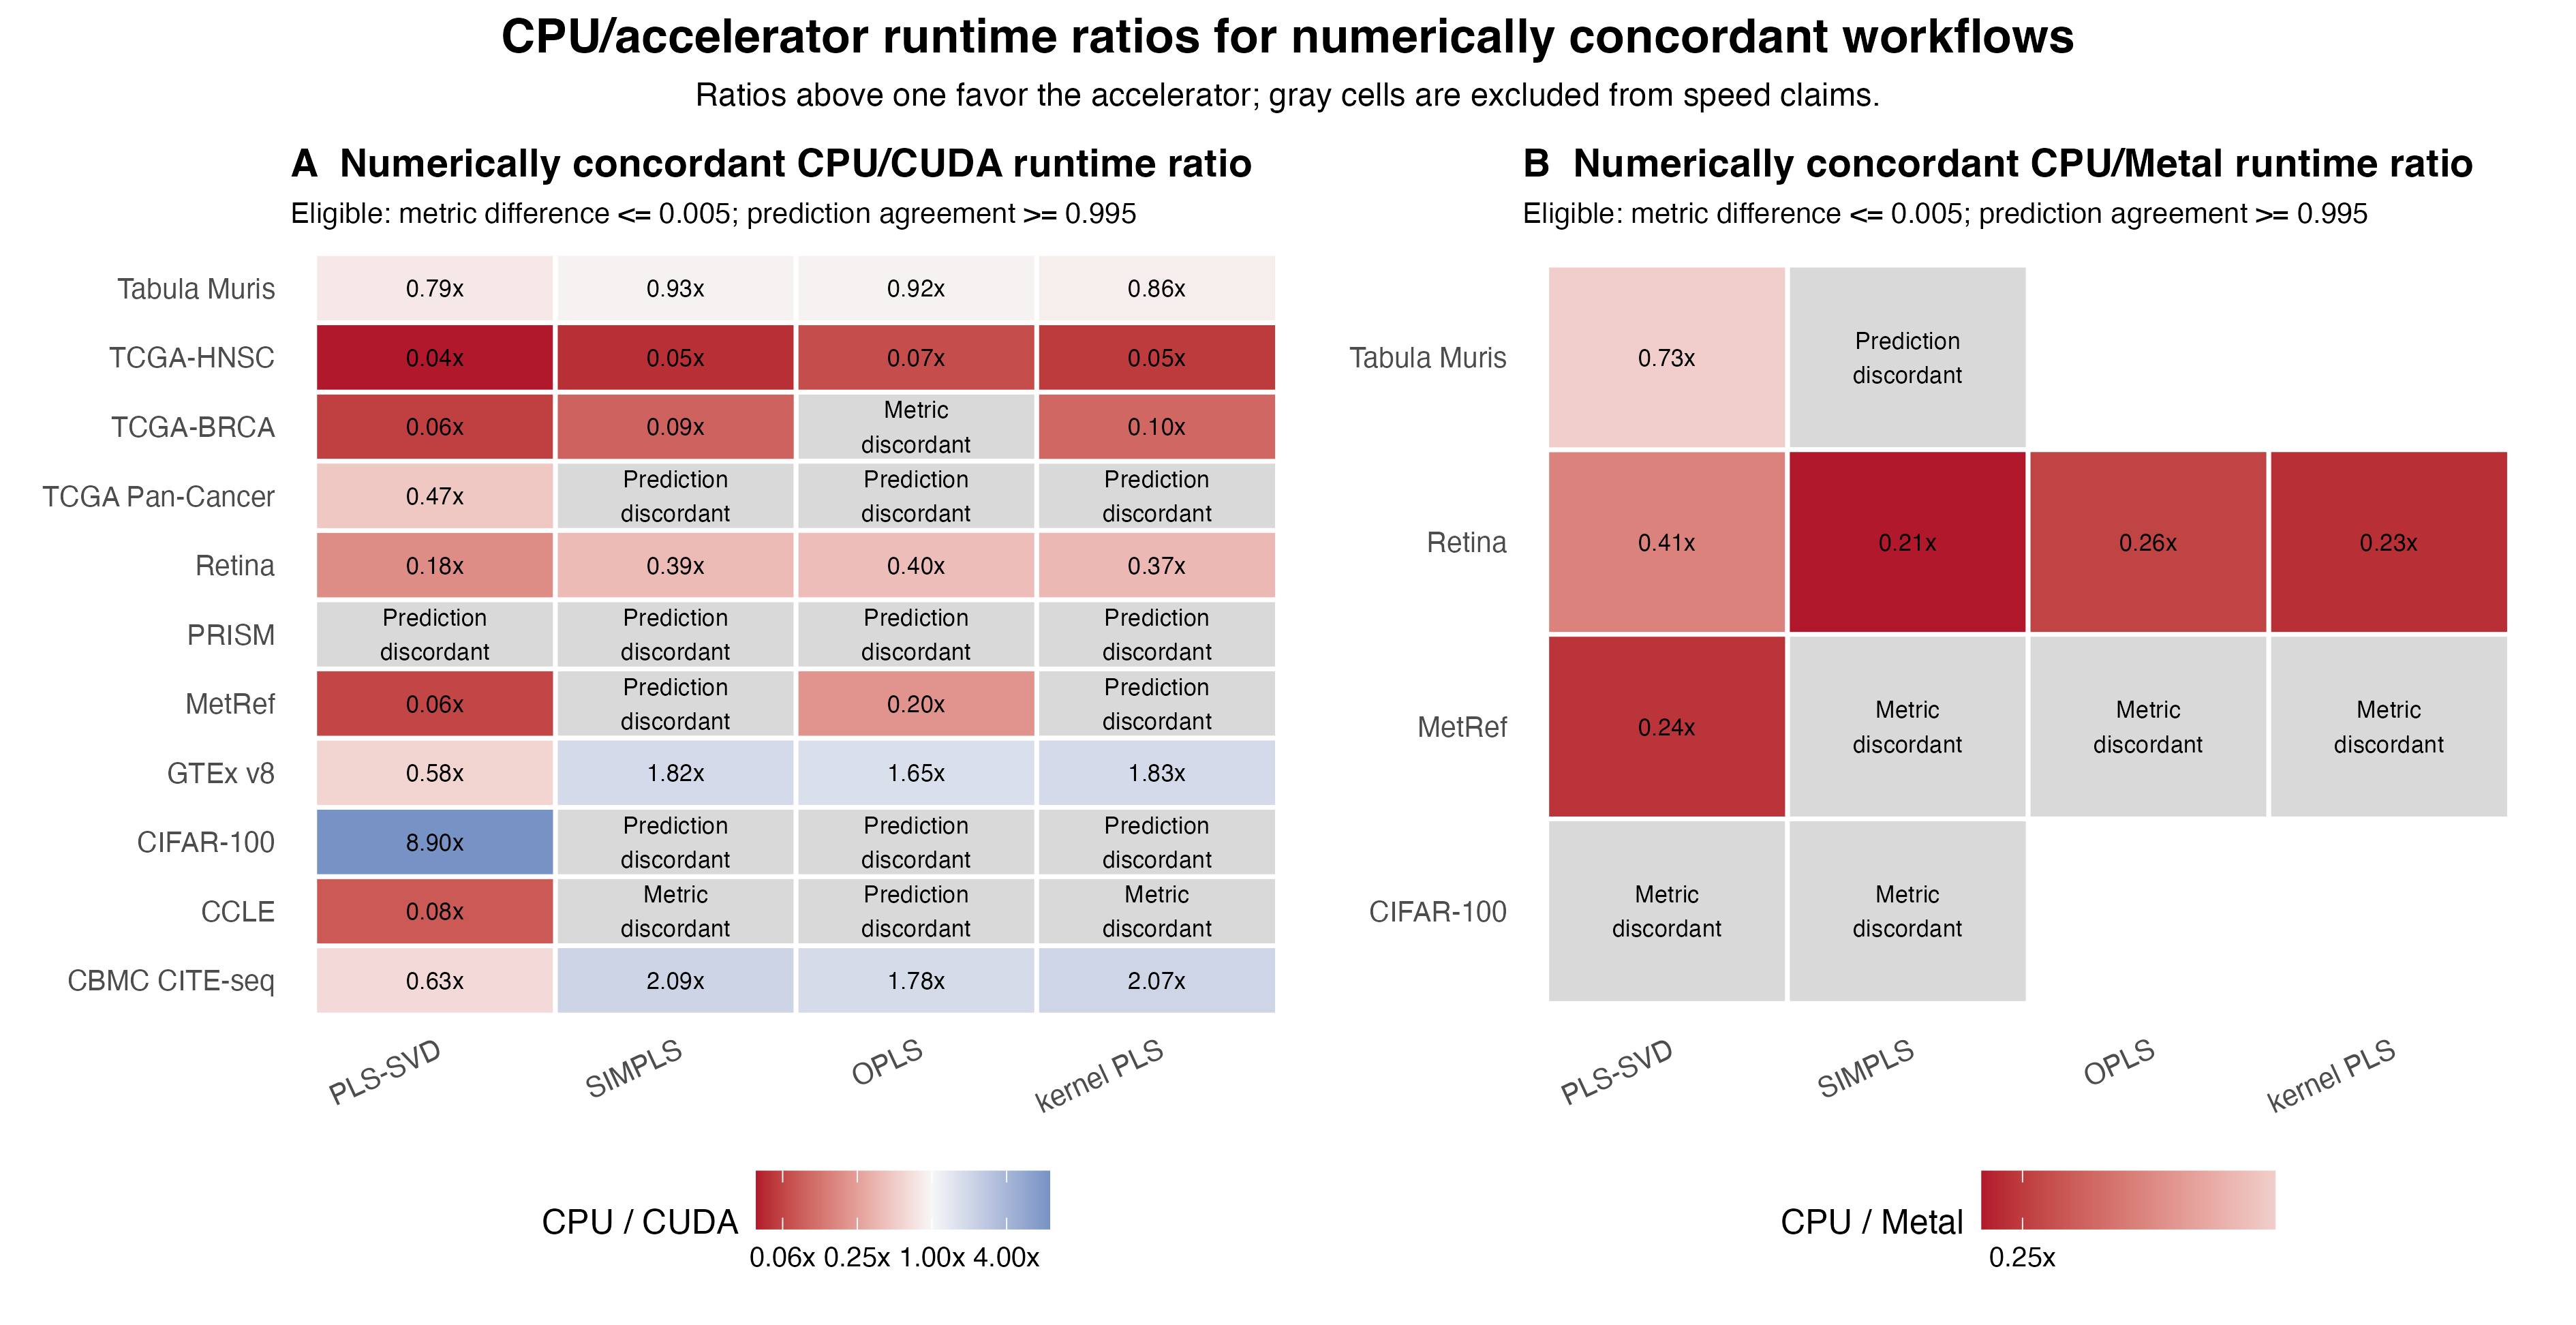 CPU/accelerator runtime ratios for numerically concordant workflows
Ratios above one favor the accelerator; gray cells are excluded from speed claims.
A Numerically concordant CPU/CUDA runtime ratio
Eligible: metric difference <= 0.005; prediction agreement >= 0.995
Tabula Muris 0.79x 0.93x 0.92x 0.86x
TCGA-HNSC 0.04x 0.05x 0.07x 0.05x
TCGA-BRCA 0.06x 0.09x Metric discordant 0.10x
TCGA Pan-Cancer 0.47x Prediction discordant Prediction discordant Prediction discordant
Retina 0.18x 0.39x 0.40x 0.37x
PRISM Prediction discordant Prediction discordant Prediction discordant Prediction discordant
MetRef 0.06x Prediction discordant 0.20x Prediction discordant
GTEx v8 0.58x 1.82x 1.65x 1.83x
CIFAR-100 8.90x Prediction discordant Prediction discordant Prediction discordant
CCLE 0.08x Metric discordant Prediction discordant Metric discordant
CBMC CITE-seq 0.63x 2.09x 1.78x 2.07x
PLS-SVD SIMPLS OPLS kernel PLS
CPU / CUDA
0.06x 0.25x 1.00x 4.00x
B Numerically concordant CPU/Metal runtime ratio
Eligible: metric difference <= 0.005; prediction agreement >= 0.995
Tabula Muris 0.73x Prediction discordant
Retina 0.41x 0.21x 0.26x 0.23x
MetRef 0.24x Metric discordant Metric discordant Metric discordant
CIFAR-100 Metric discordant Metric discordant
PLS-SVD SIMPLS OPLS kernel PLS
CPU / Metal
0.25x